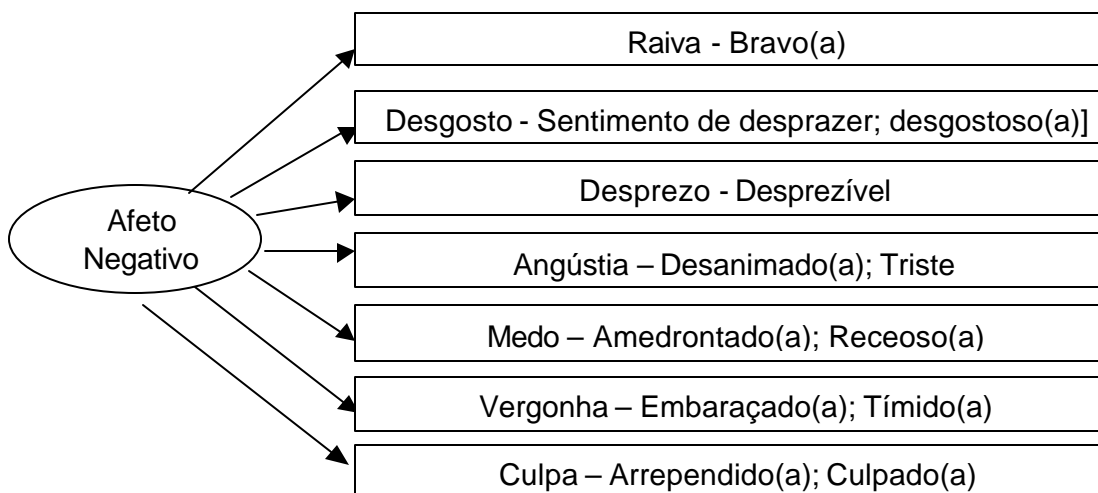 Raiva - Bravo(a)
Desgosto - Sentimento de desprazer; desgostoso(a)]
Desprezo - Desprezível
Afeto
Negativo
Angústia – Desanimado(a); Triste
Medo – Amedrontado(a); Receoso(a)
Vergonha – Embaraçado(a); Tímido(a)
Culpa – Arrependido(a); Culpado(a)